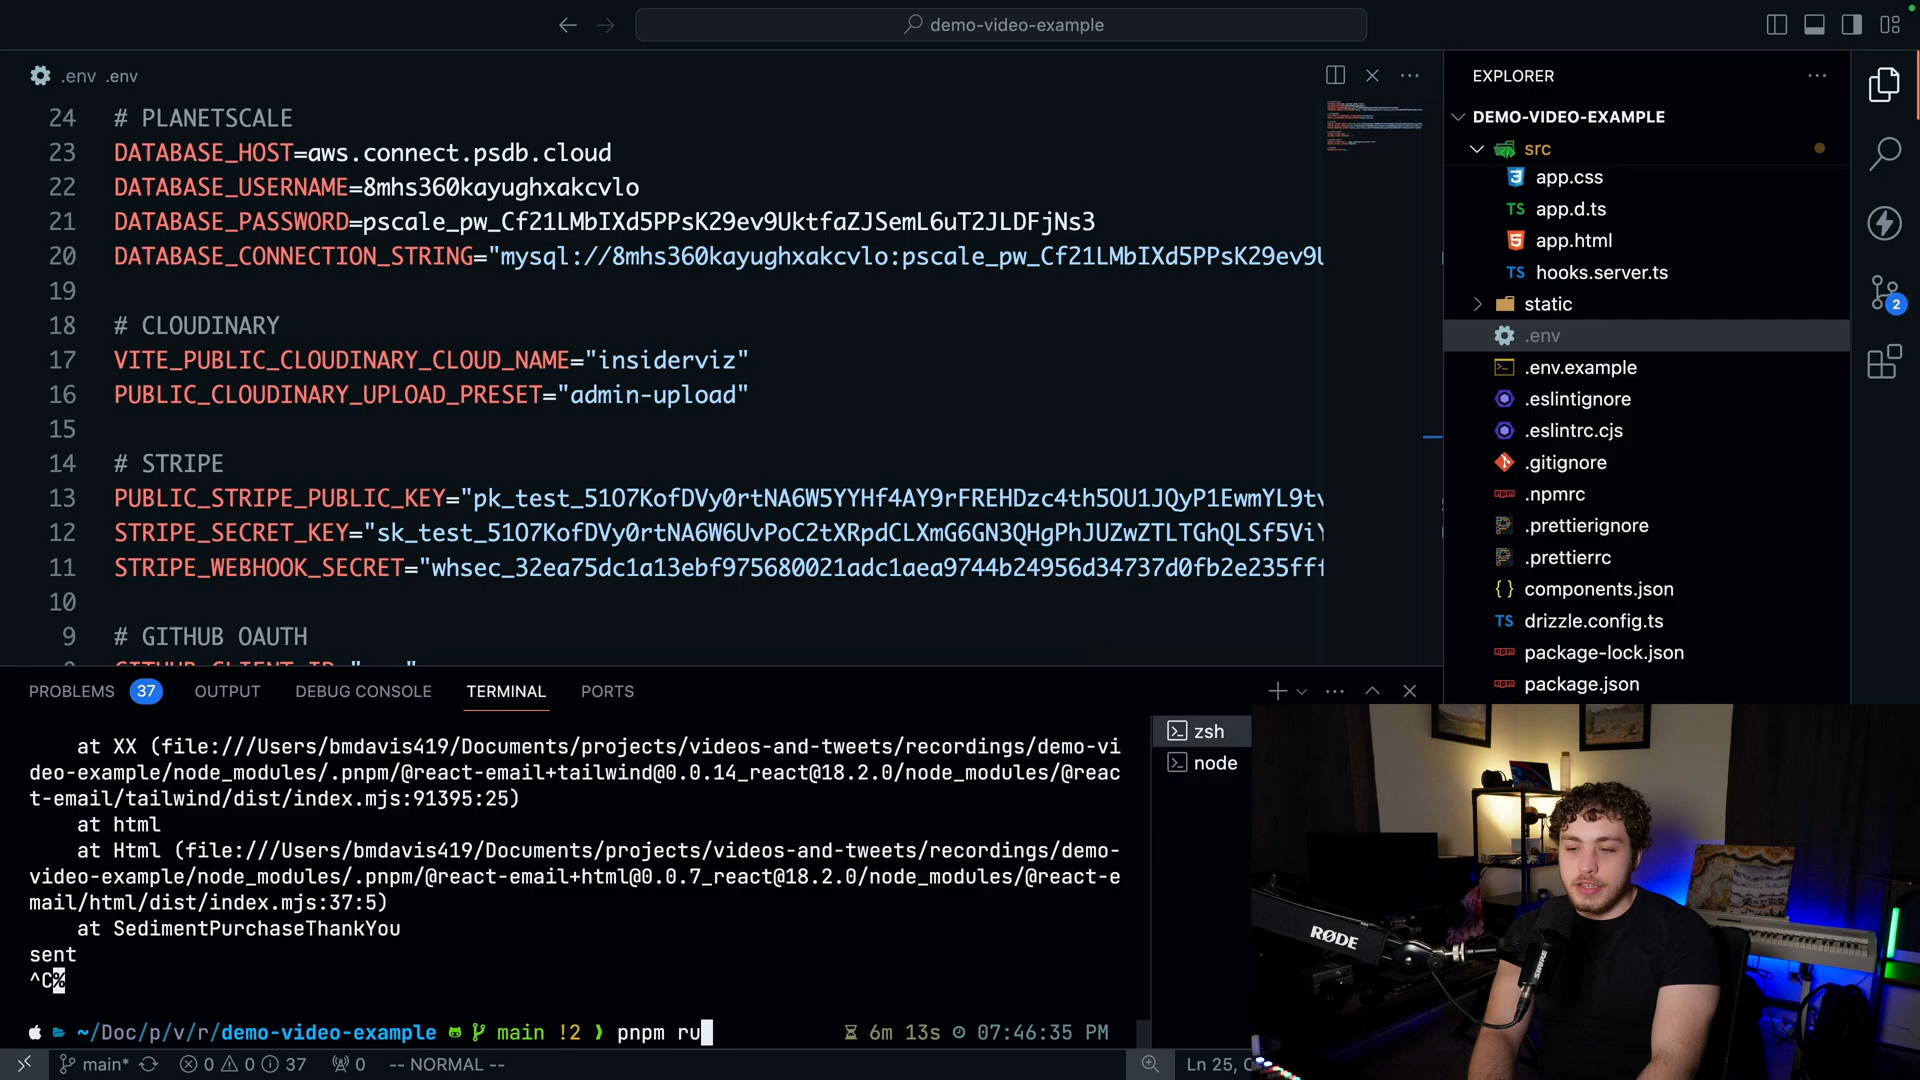 demo-video-example
.env .env
24 # PLANETSCALE
23 DATABASE_HOST=aws.connect.psdb.cloud
22 DATABASE_USERNAME=8mhs360kayughxakcvlo
21 DATABASE_PASSWORD=pscale_pw_Cf21LMbIXd5PPsK29ev9UktfaZJSemL6uT2JLDFjNs3
20 DATABASE_CONNECTION_STRING="mysql://8mhs360kayughxakcvlo:pscale_pw_Cf21LMbIXd5PPsK29ev9U
19
18 # CLOUDINARY
17 VITE_PUBLIC_CLOUDINARY_CLOUD_NAME="insiderviz"
16 PUBLIC_CLOUDINARY_UPLOAD_PRESET="admin-upload"
15
14 # STRIPE
13 PUBLIC_STRIPE_PUBLIC_KEY="pk_test_51O7KofDVy0rtNA6W5YYHf4AY9rFREHDzc4th5OU1JQyP1EwmYL9tv
12 STRIPE_SECRET_KEY="sk_test_51O7KofDVy0rtNA6W6UvPoC2tXRpdCLXmG6GN3QHgPhJUZwZTLTGhQLSf5ViY
11 STRIPE_WEBHOOK_SECRET="whsec_32ea75dc1a13ebf975680021adc1aea9744b24956d34737d0fb2e235fff
10
9 # GITHUB OAUTH
EXPLORER
DEMO-VIDEO-EXAMPLE
src
app.css
TS app.d.ts
app.html
TS hooks.server.ts
static
.env
.env.example
.eslintignore
.eslintrc.cjs
.gitignore
.npmrc
.prettierignore
.prettierrc
components.json
TS drizzle.config.ts
package-lock.json
package.json
2
PROBLEMS 37 OUTPUT DEBUG CONSOLE TERMINAL PORTS
at XX (file:///Users/bmdavis419/Documents/projects/videos-and-tweets/recordings/demo-vi
deo-example/node_modules/.pnpm/@react-email+tailwind@0.0.14_react@18.2.0/node_modules/@reac
t-email/tailwind/dist/index.mjs:91395:25)
at html
at Html (file:///Users/bmdavis419/Documents/projects/videos-and-tweets/recordings/demo-
video-example/node_modules/.pnpm/@react-email+html@0.0.7_react@18.2.0/node_modules/@react-e
mail/html/dist/index.mjs:37:5)
at SedimentPurchaseThankYou
sent
^C%
~/Doc/p/v/r/demo-video-example main !2 ❯ pnpm ru 6m 13s 07:46:35 PM
zsh
node
RØDE
SHURE
main* 0 0 37 0 -- NORMAL -- Ln 25, C